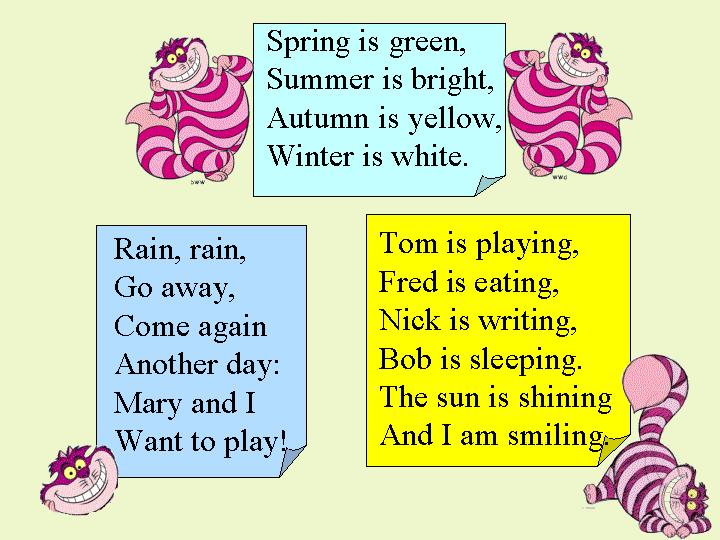 Spring is green,
Summer is bright,
Autumn is yellow,
Winter is white.
Rain, rain,
Go away,
Come again
Another day:
Mary and I
Want to play!
Tom is playing,
Fred is eating,
Nick is writing,
Bob is sleeping.
The sun is shining
And I am smiling.